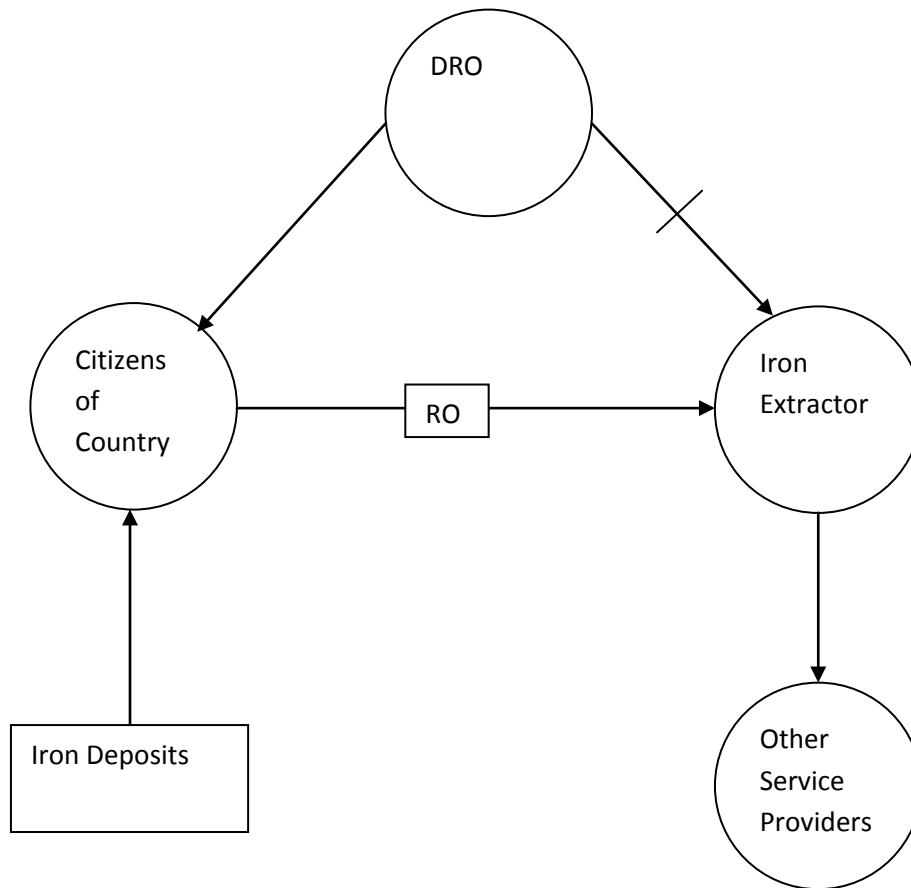 DRO
Citizens
of
Country
RO
Iron
Extractor
Iron Deposits
Other
Service
Providers